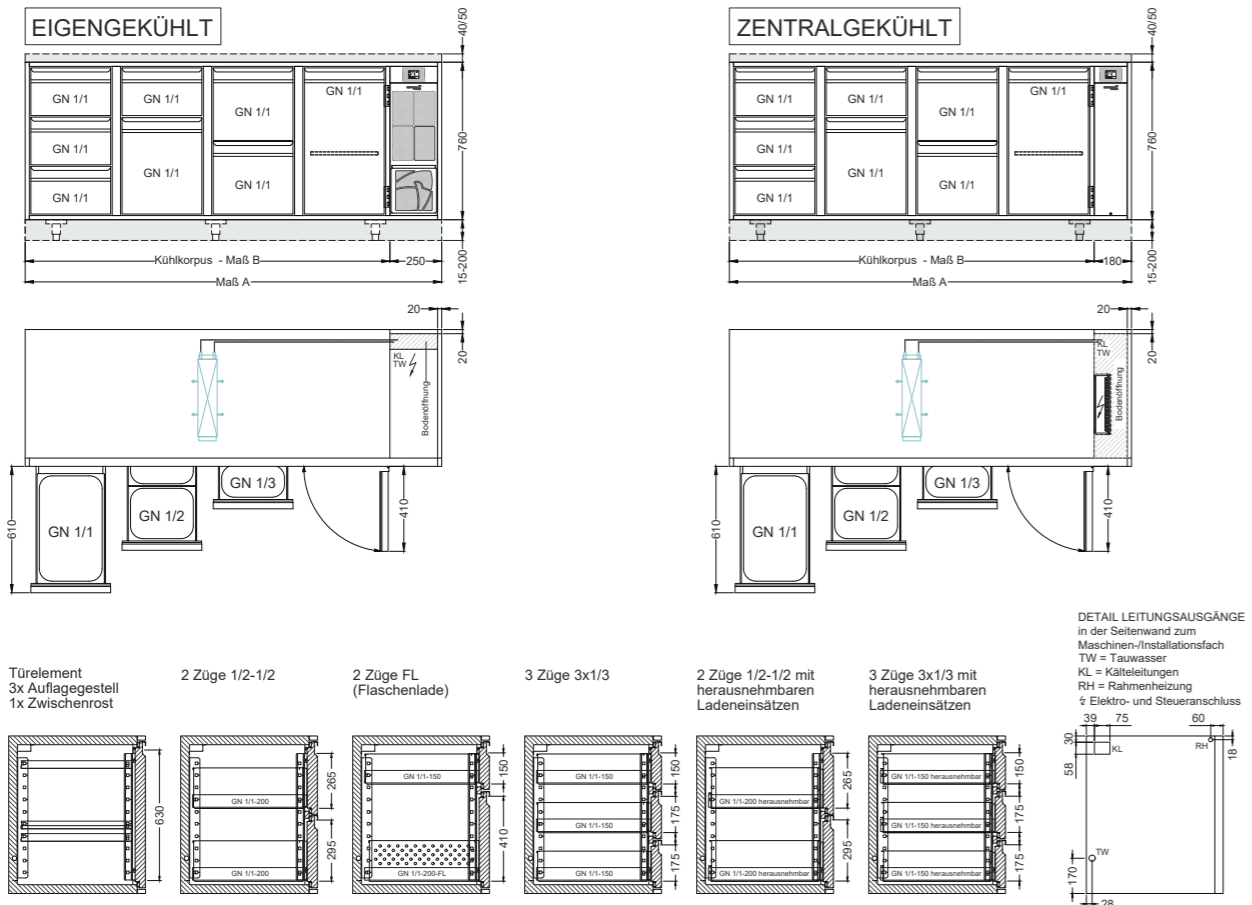 EIGENGEKÜHLT
40/50
GN 1/1
GN 1/1
GN 1/1
GN 1/1
GN 1/1
GN 1/1
GN 1/1
GN 1/1
760
Kühlkorpus - Maß B
250
15-200
Maß A
ZENTRALGEKÜHLT
40/50
GN 1/1
GN 1/1
GN 1/1
GN 1/1
GN 1/1
GN 1/1
GN 1/1
GN 1/1
760
Kühlkorpus - Maß B
180
15-200
Maß A
20
20
KL
TW
Bodenöffnung
GN 1/1
GN 1/2
GN 1/3
610
410
20
20
KL
TW
Bodenöffnung
GN 1/1
GN 1/2
GN 1/3
610
410
Türelement
3x Auflagegestell
1x Zwischenrost
630
2 Züge 1/2-1/2
GN 1/1-200
GN 1/1-200
265
295
2 Züge FL
(Flaschenlade)
GN 1/1-150
GN 1/1-200-FL
150
410
3 Züge 3x1/3
GN 1/1-150
GN 1/1-150
GN 1/1-150
150
175
175
2 Züge 1/2-1/2 mit
herausnehmbaren
Ladeneinsätzen
GN 1/1-200 herausnehmbar
GN 1/1-200 herausnehmbar
265
295
3 Züge 3x1/3 mit
herausnehmbaren
Ladeneinsätzen
GN 1/1-150 herausnehmbar
GN 1/1-150 herausnehmbar
GN 1/1-150 herausnehmbar
150
175
175
DETAIL LEITUNGSAUSGÄNGE
in der Seitenwand zum
Maschinen-/Installationsfach
TW = Tauwasser
KL = Kälteleitungen
RH = Rahmenheizung
Elektro- und Steueranschluss
39 75 60
30
KL
RH
18
58
TW
170
28